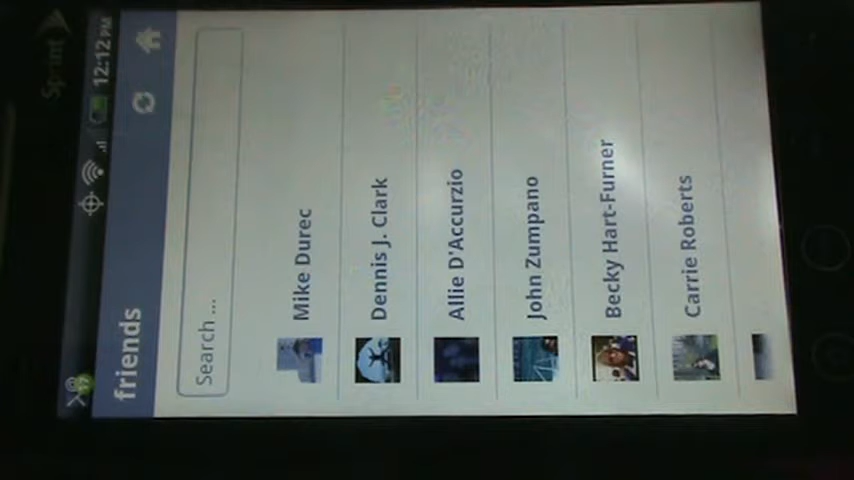 Sprint
12:12 PM
friends
Search ...
Mike Durec
Dennis J. Clark
Allie D'Accurzio
John Zumpano
Becky Hart-Furner
Carrie Roberts